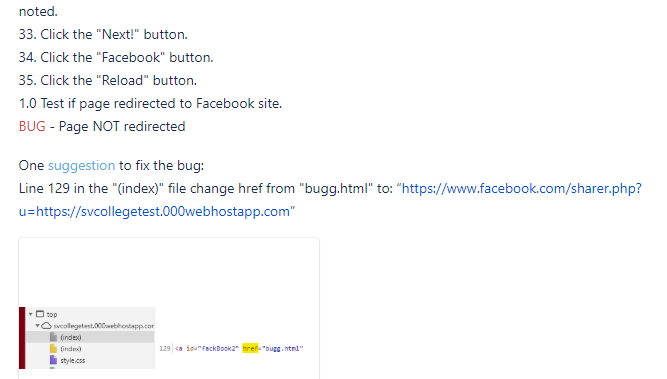 noted.
33. Click the "Next!" button.
34. Click the "Facebook" button.
35. Click the "Reload" button.
1.0 Test if page redirected to Facebook site.
BUG - Page NOT redirected
One suggestion to fix the bug:
Line 129 in the "(index)" file change href from "bugg.html" to: “https://www.facebook.com/sharer.php?
u=https://svcollegetest.000webhostapp.com”
top
svcollegetest.000webhostapp.cor
(index)
(index)
129 <a id="fackBook2" href="bugg.html"
style.css